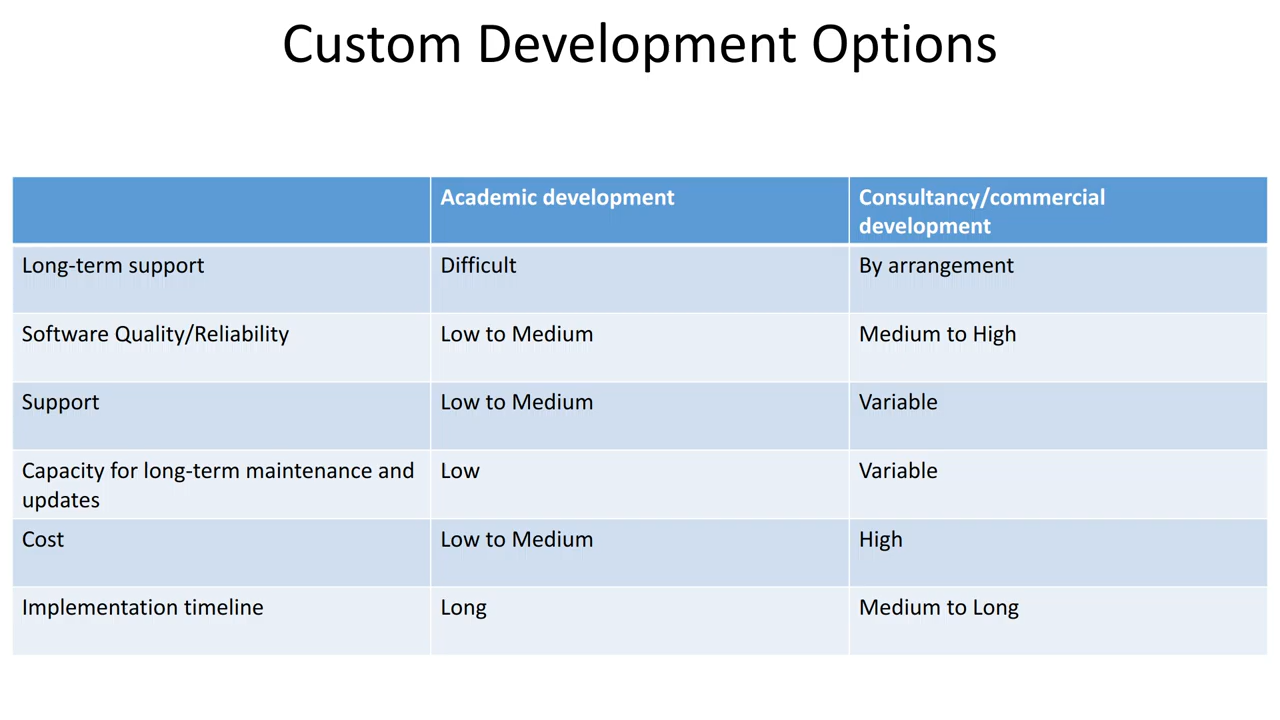 Custom Development Options
Academic development
Consultancy/commercial
development
Long-term support
Difficult
By arrangement
Software Quality/Reliability
Low to Medium
Medium to High
Support
Low to Medium
Variable
Capacity for long-term maintenance and
updates
Low
Variable
Cost
Low to Medium
High
Implementation timeline
Long
Medium to Long